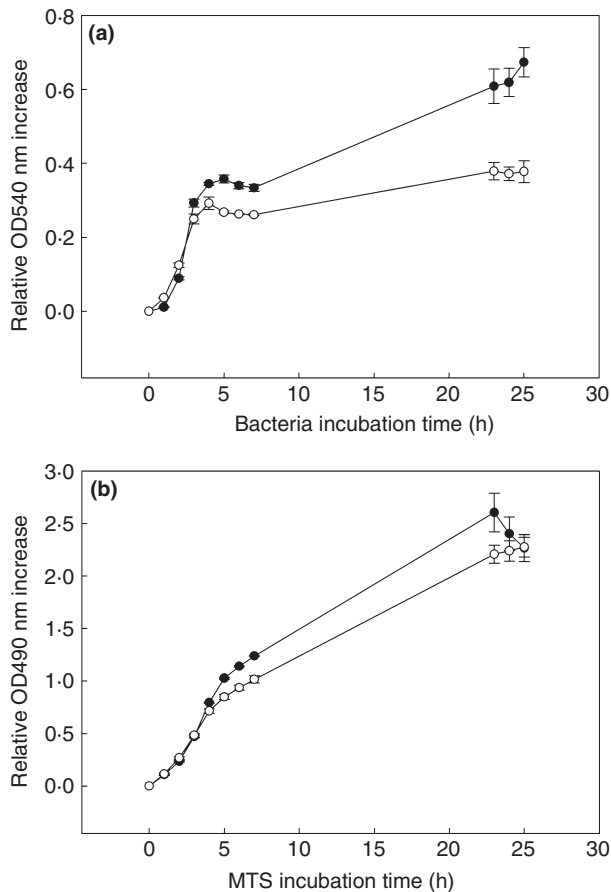 (a)
0·8
0·6
0·4
0·2
0·0
Relative OD540 nm increase
0 5 10 15 20 25 30
Bacteria incubation time (h)
(b)
3·0
2·5
2·0
1·5
1·0
0·5
0·0
Relative OD490 nm increase
0 5 10 15 20 25 30
MTS incubation time (h)